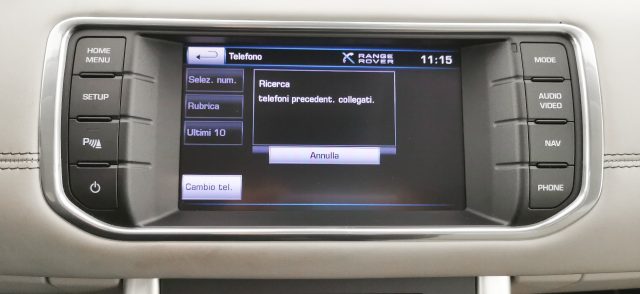 HOME
MENU
SETUP
P
Telefono
RANGE
ROVER
11:15
Selez. num.
Rubrica
Ultimi 10
Cambio tel.
Ricerca
telefoni precedent. collegati.
Annulla
MODE
AUDIO
VIDEO
NAV
PHONE